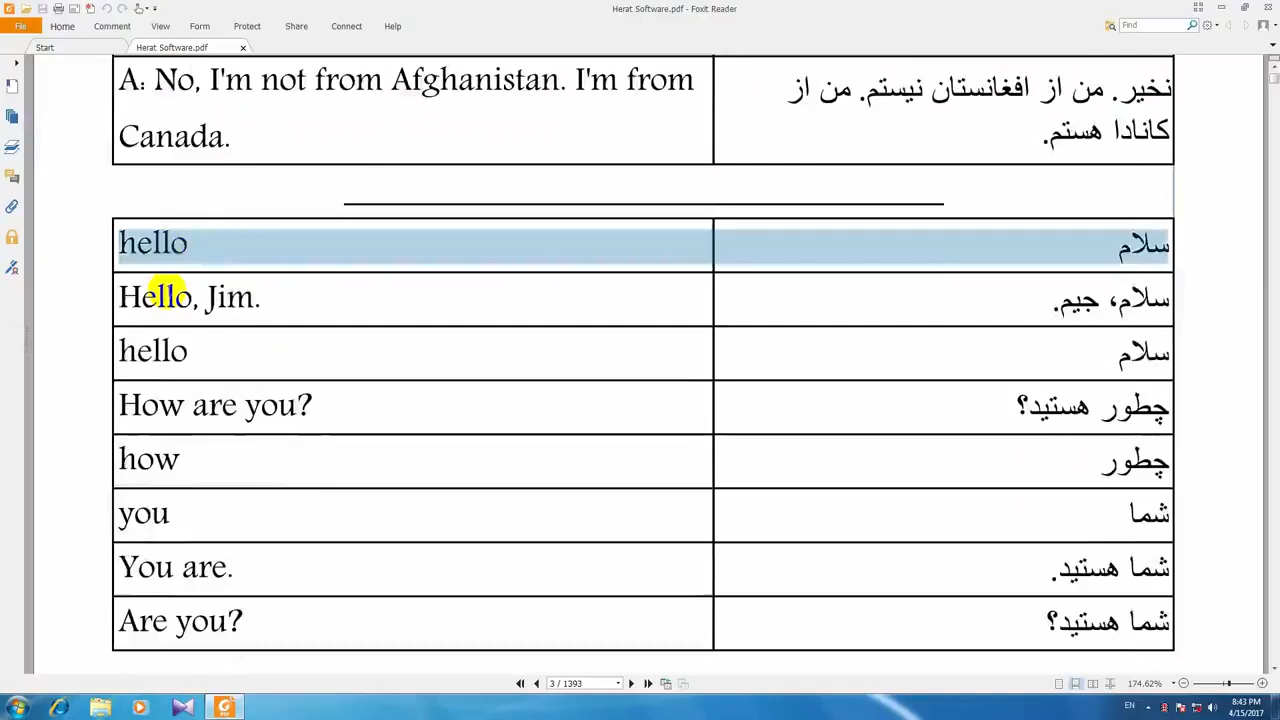 Herat Software.pdf - Foxit Reader
File Home Comment View Form Protect Share Connect Help
Find
Start
Herat Software.pdf
A: No, I'm not from Afghanistan. I'm from
Canada.
نخیر. من از افغانستان نیستم. من از
کانادا هستم.
hello
سلام
Hello, Jim.
سلام، جیم.
hello
سلام
How are you?
چطور هستید؟
how
چطور
you
شما
You are.
شما هستید.
Are you?
شما هستید؟
3 / 1393
174.62%
EN
8:43 PM
4/15/2017